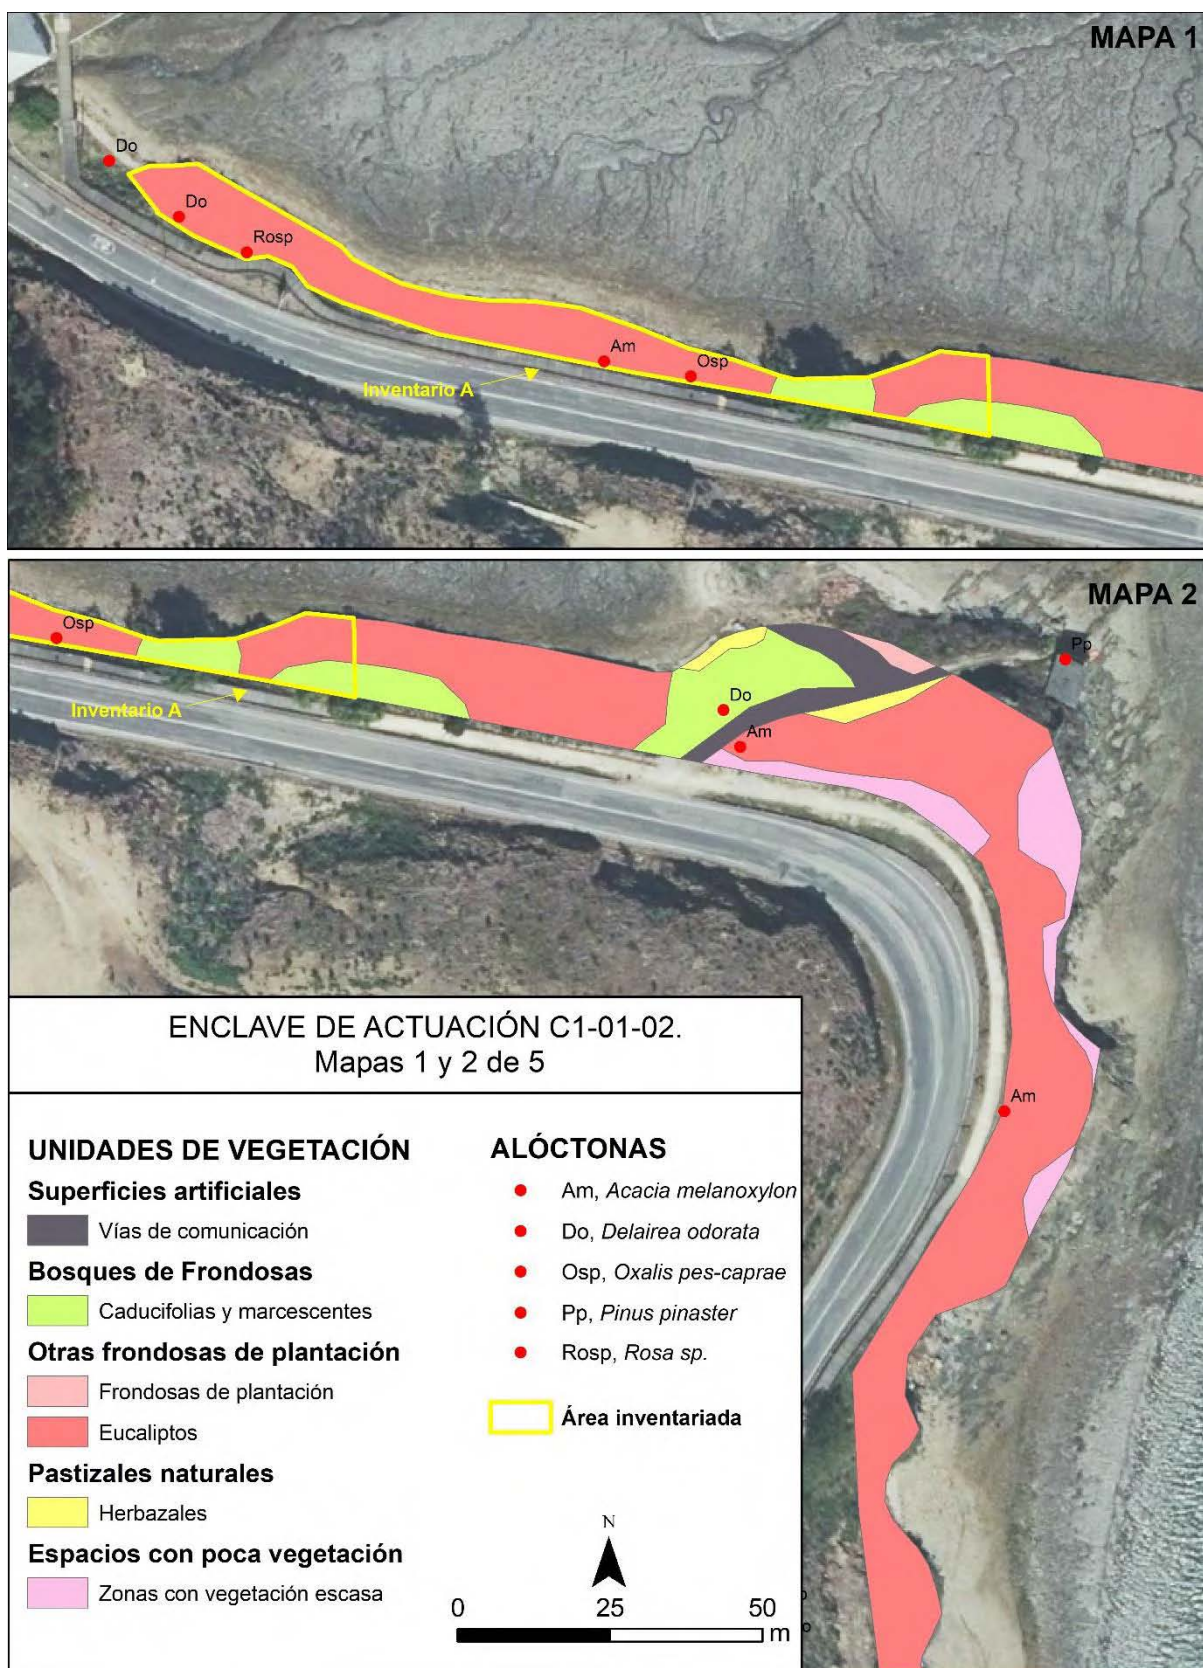 MAPA 1
Do
Do
Rosp
Am
Osp
Inventario A
MAPA 2
Osp
Inventario A
Do
Am
Pp
Am
ENCLAVE DE ACTUACIÓN C1-01-02.
Mapas 1 y 2 de 5
UNIDADES DE VEGETACIÓN
Superficies artificiales
Vías de comunicación
Bosques de Frondosas
Caducifolias y marcescentes
Otras frondosas de plantación
Frondosas de plantación
Eucaliptos
Pastizales naturales
Herbazales
Espacios con poca vegetación
Zonas con vegetación escasa
ALÓCTONAS
Am, Acacia melanoxylon
Do, Delairea odorata
Osp, Oxalis pes-caprae
Pp, Pinus pinaster
Rosp, Rosa sp.
Área inventariada
N
0 25 50
m